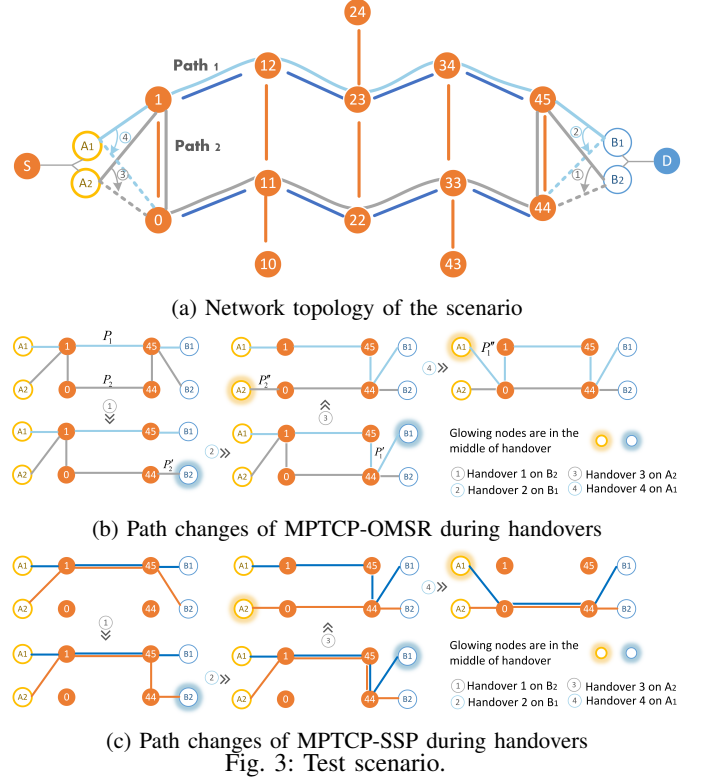 24
12
34
Path 1
1
23
45
A1
4
2
B1
Path 2
S
D
A2
3
1
B2
11
33
0
22
44
10
43
(a) Network topology of the scenario
A1 1 P1 45 B1
A2 0 P2 44 B2
1
A1 1 45 B1
A2 0 44 P2′ B2
2
A1 1 45 B1
A2 P2″ 0 44 B2
3
A1 1 45 B1
A2 0 P1′ 44 B2
4
A1 P1″ 1 45 B1
A2 0 44 B2
Glowing nodes are in the
middle of handover
1 Handover 1 on B2 3 Handover 3 on A2
2 Handover 2 on B1 4 Handover 4 on A1
(b) Path changes of MPTCP-OMSR during handovers
A1 1 45 B1
A2 0 44 B2
1
A1 1 45 B1
A2 0 44 B2
2
A1 1 45 B1
A2 0 44 B2
3
A1 1 45 B1
A2 0 44 B2
4
A1 1 45 B1
A2 0 44 B2
Glowing nodes are in the
middle of handover
1 Handover 1 on B2 3 Handover 3 on A2
2 Handover 2 on B1 4 Handover 4 on A1
(c) Path changes of MPTCP-SSP during handovers
Fig. 3: Test scenario.